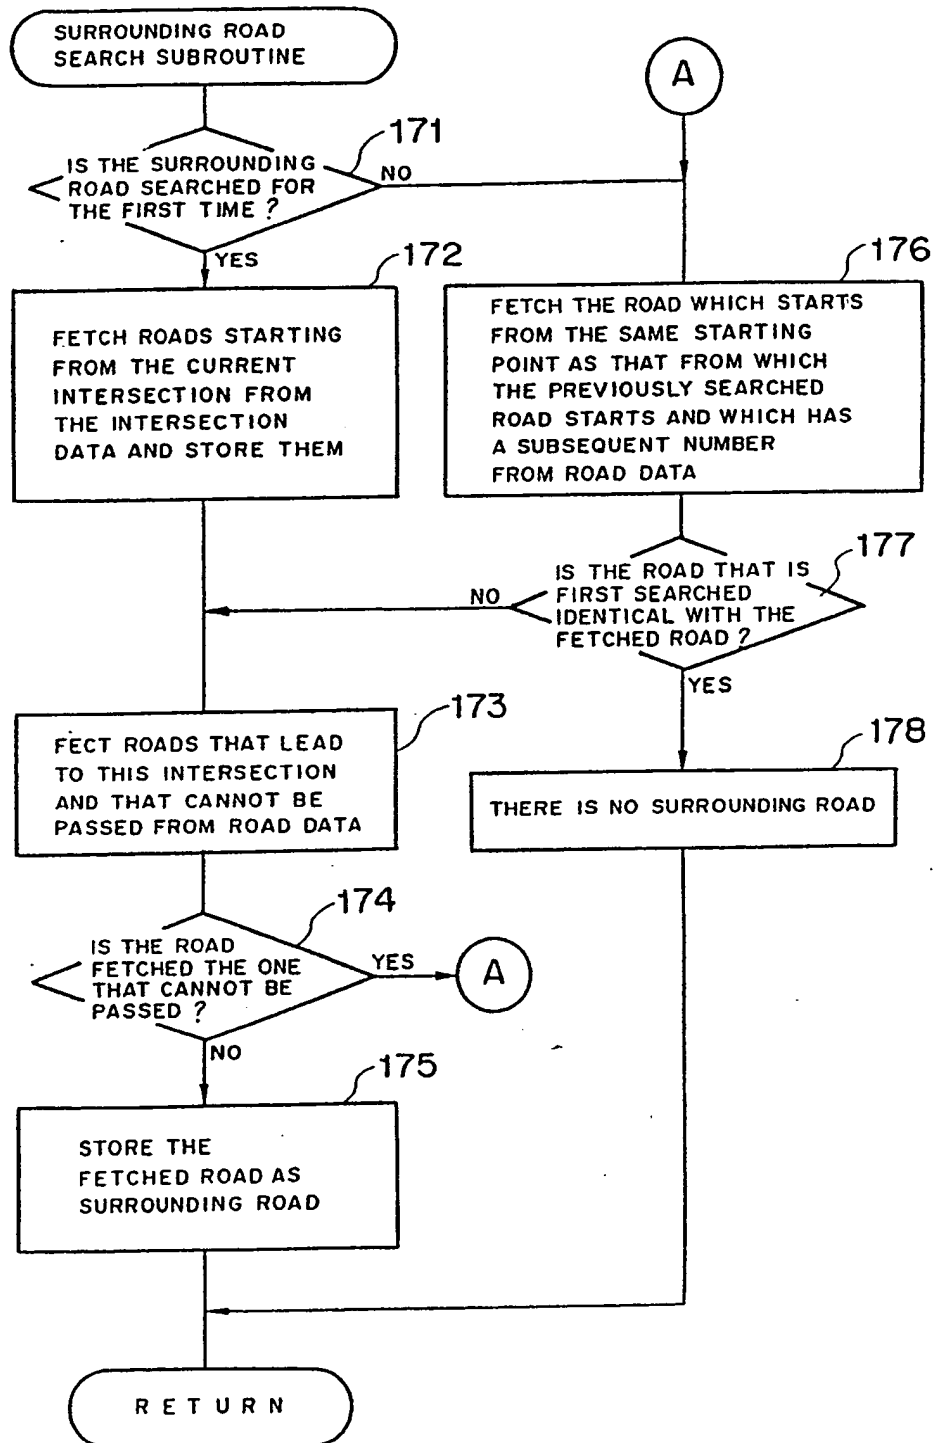 SURROUNDING ROAD
SEARCH SUBROUTINE
A
171
IS THE SURROUNDING
ROAD SEARCHED FOR
THE FIRST TIME ?
NO
YES
172
FETCH ROADS STARTING
FROM THE CURRENT
INTERSECTION FROM
THE INTERSECTION
DATA AND STORE THEM
176
FETCH THE ROAD WHICH STARTS
FROM THE SAME STARTING
POINT AS THAT FROM WHICH
THE PREVIOUSLY SEARCHED
ROAD STARTS AND WHICH HAS
A SUBSEQUENT NUMBER
FROM ROAD DATA
177
IS THE ROAD THAT IS
FIRST SEARCHED
IDENTICAL WITH THE
FETCHED ROAD ?
NO
YES
173
FECT ROADS THAT LEAD
TO THIS INTERSECTION
AND THAT CANNOT BE
PASSED FROM ROAD DATA
178
THERE IS NO SURROUNDING ROAD
174
IS THE ROAD
FETCHED THE ONE
THAT CANNOT BE
PASSED ?
YES
A
NO
175
STORE THE
FETCHED ROAD AS
SURROUNDING ROAD
RETURN